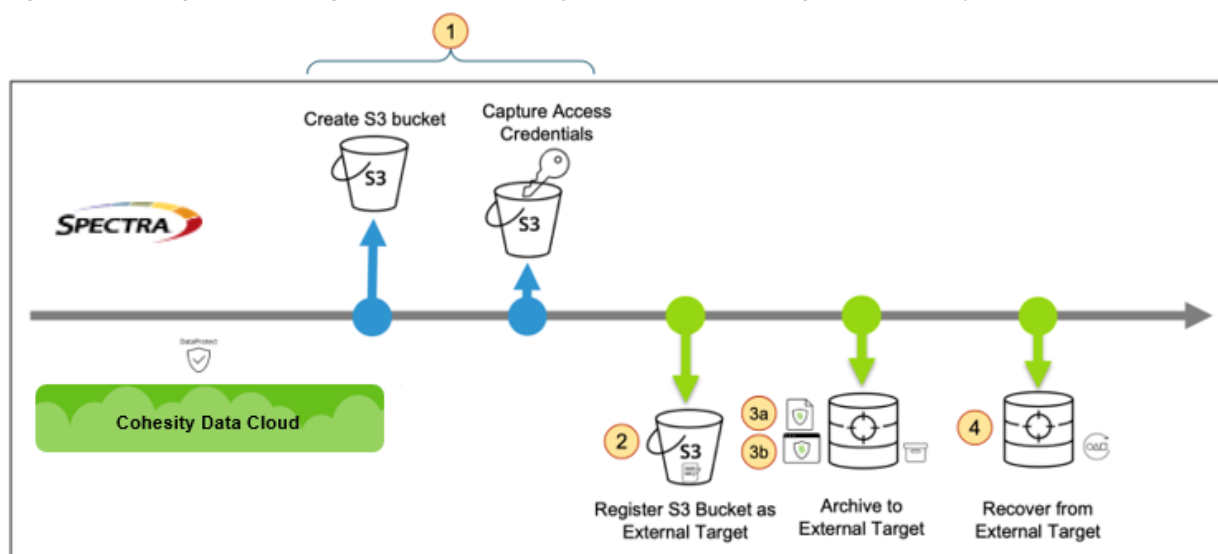 1
Create S3 bucket
Capture Access
Credentials
S3
S3
SPECTRA
DataProtect
Cohesity Data Cloud
2
S3
3a
3b
4
Register S3 Bucket as
External Target
Archive to
External Target
Recover from
External Target